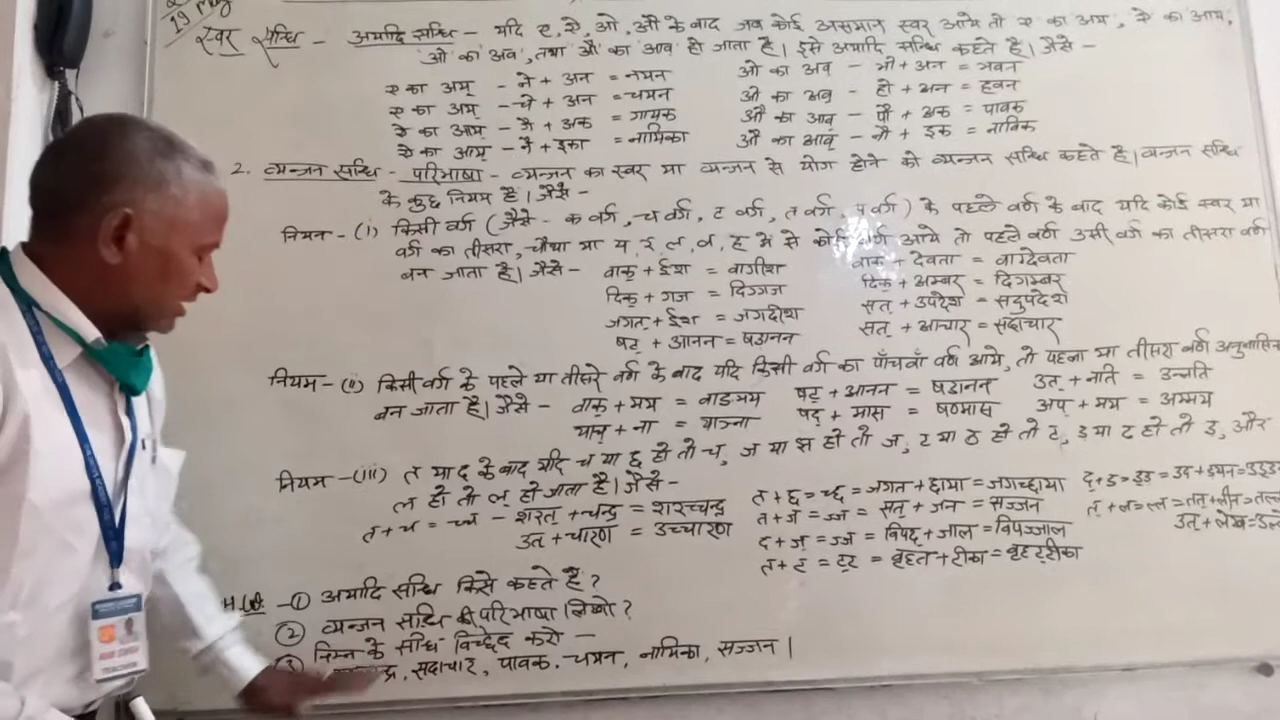 19 May
स्वर सन्धि - अयादि सन्धि - यदि ए, ऐ, ओ, औ के बाद जब कोई असमान स्वर आये तो ए का अय, ऐ का आय,
ओ का अव, तथा औ का आव हो जाता है। इसे अयादि सन्धि कहते हैं। जैसे -
ए का अय् - ने + अन = नयन ओ का अव् - भो + अन = भवन
ए का अय् - चे + अन = चयन ओ का अव् - हो + अन = हवन
ऐ का आय् - गै + अक = गायक औ का आव् - पौ + अक = पावक
ऐ का आय् - नै + इका = नायिका औ का आव् - नौ + इक = नाविक
2. व्यन्जन सन्धि - परिभाषा - व्यन्जन का स्वर या व्यन्जन से योग होने को व्यन्जन सन्धि कहते है। व्यन्जन सन्धि
के कुछ नियम है। जैसे -
नियम - (i) किसी वर्ग (जैसे - क वर्ग, च वर्ग, ट वर्ग, त वर्ग, प वर्ग) के पहले वर्ण के बाद यदि कोई स्वर या
वर्ग का तीसरा, चौथा या य, र, ल, व, ह में से कोई वर्ण आये तो पहले वर्ण उसी वर्ग का तीसरा वर्ण
बन जाता है। जैसे - वाक् + ईश = वागीश वाक् + देवता = वाग्देवता
दिक् + गज = दिग्गज दिक् + अम्बर = दिगम्बर
जगत् + ईश = जगदीश सत् + उपदेश = सदुपदेश
षट् + आनन = षडानन सत् + आचार = सदाचार
नियम - (ii) किसी वर्ग के पहले या तीसरे वर्ण के बाद यदि किसी वर्ग का पाँचवाँ वर्ण आये, तो पहला या तीसरा वर्ण अनुनासिक
बन जाता है। जैसे - वाक् + मय = वाङमय षट् + आनन = षडानन उत् + नति = उन्नति
याच् + ना = याञ्ना षट् + मास = षण्मास अप् + मय = अम्मय
नियम - (iii) त या द के बाद यदि च या छ हो तो च्, ज या झ हो तो ज्, ट या ठ हो तो ट्, ड या ढ हो तो ड्, और
ल हो तो ल् हो जाता है। जैसे -
त + च = च्च - शरत् + चन्द्र = शरच्चन्द्र त + छ = च्छ = जगत + छाया = जगच्छाया द् + ड = ड्ड = उद + डयन = उड्ड
उत् + चारण = उच्चारण त + ज = ज्ज = सत् + जन = सज्जन त् + ल = ल्ल = तत् + लीन = तल्
द + ज् = ज्ज = विपद् + जाल = विपज्जाल उत् + लेख = उल
त + ट = ट्ट = वृहत + टीका = वृहट्टीका
H.W. - ① अयादि सन्धि किसे कहते हैं?
② व्यन्जन सन्धि की परिभाषा लिखो?
③ निम्न के संधि विच्छेद करो -
द्र, सदाचार, पावक, चयन, नायिका, सज्जन।